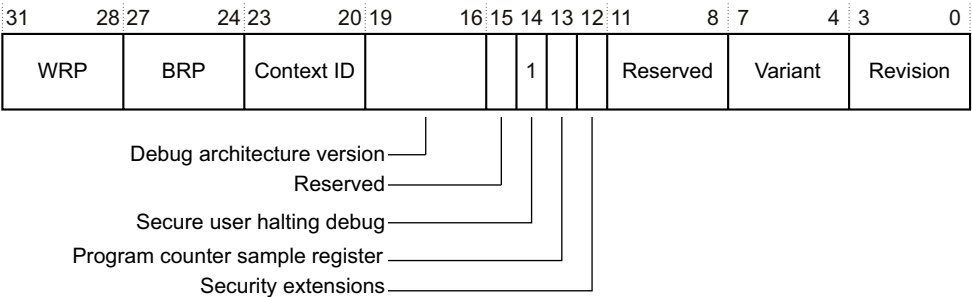 31 28 27 24 23 20 19 16 15 14 13 12 11 8 7 4 3 0
WRP BRP Context ID 1 Reserved Variant Revision
Debug architecture version
Reserved
Secure user halting debug
Program counter sample register
Security extensions